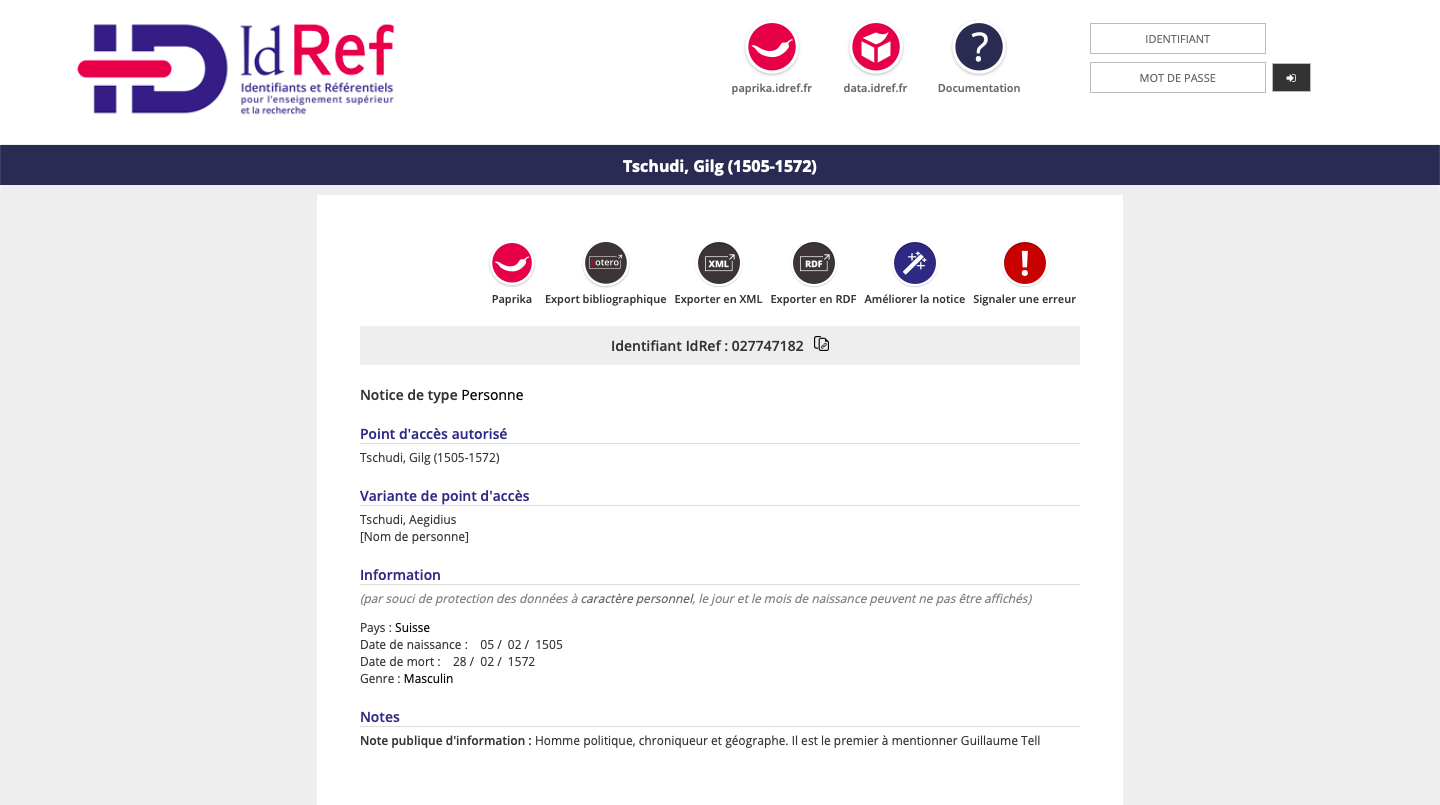 IdRef
Identifiants et Référentiels
pour l'enseignement supérieur
et la recherche
paprika.idref.fr
data.idref.fr
Documentation
IDENTIFIANT
MOT DE PASSE
Tschudi, Gilg (1505-1572)
zotero
XML
RDF
Paprika
Export bibliographique
Exporter en XML
Exporter en RDF
Améliorer la notice
Signaler une erreur
Identifiant IdRef : 027747182
Notice de type Personne
Point d'accès autorisé
Tschudi, Gilg (1505-1572)
Variante de point d'accès
Tschudi, Aegidius
[Nom de personne]
Information
(par souci de protection des données à caractère personnel, le jour et le mois de naissance peuvent ne pas être affichés)
Pays : Suisse
Date de naissance : 05 / 02 / 1505
Date de mort : 28 / 02 / 1572
Genre : Masculin
Notes
Note publique d'information : Homme politique, chroniqueur et géographe. Il est le premier à mentionner Guillaume Tell